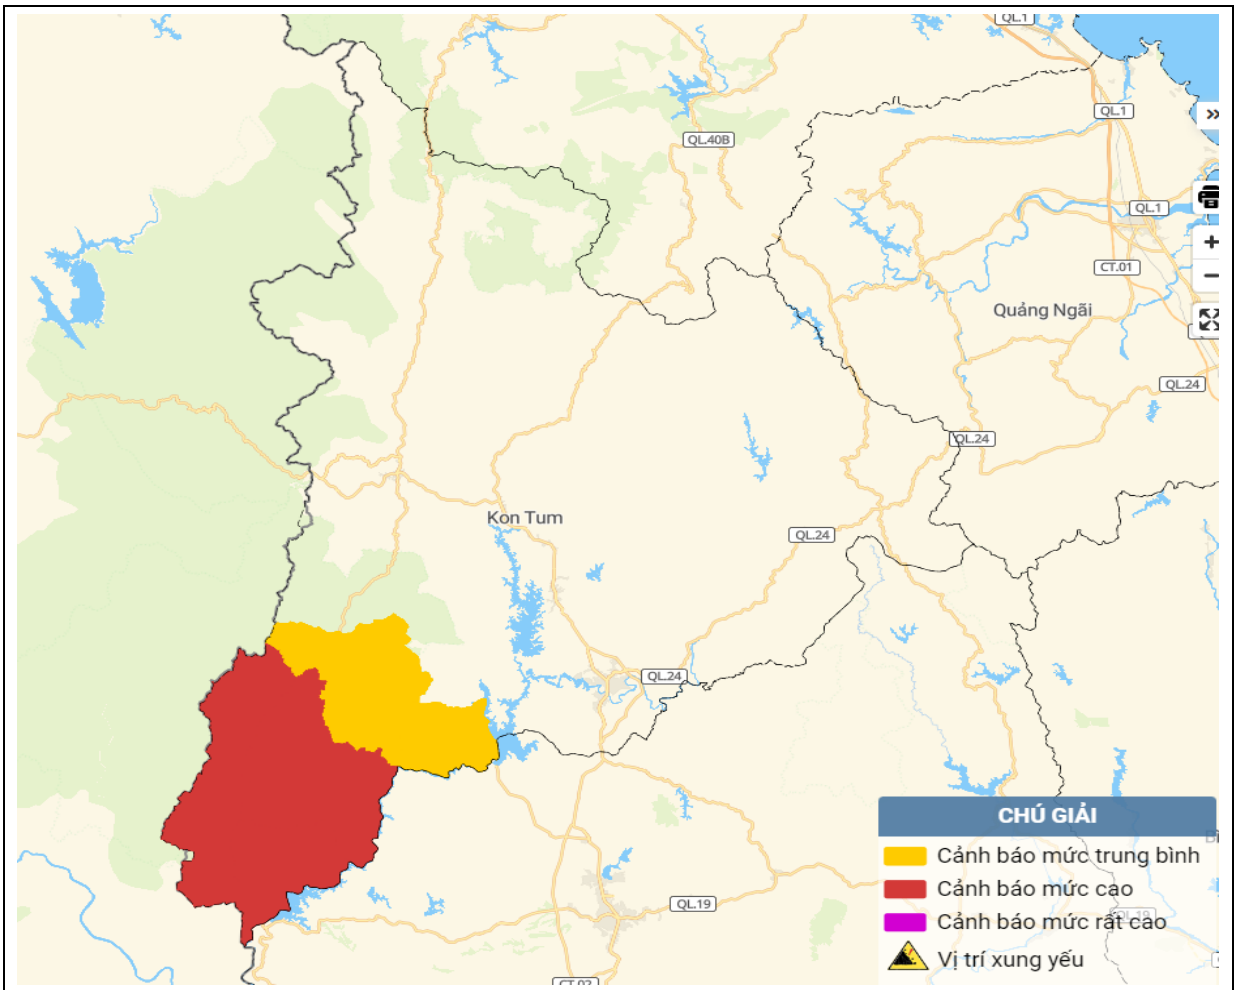 QL.1
QL.1
»
QL.40B
QL.1
+
CT.01
−
Quảng Ngãi
QL.24
QL.24
Kon Tum
QL.24
QL.24
CHÚ GIẢI
Cảnh báo mức trung bình
Cảnh báo mức cao
QL.19
QL.19
Cảnh báo mức rất cao
Vị trí xung yếu